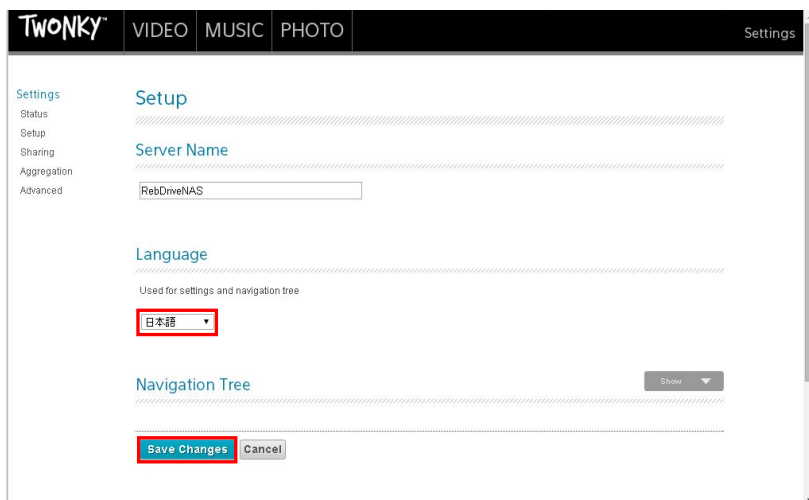 TWONKY™ VIDEO MUSIC PHOTO Settings
Settings
Status
Setup
Sharing
Aggregation
Advanced
Setup
Server Name
RebDriveNAS
Language
Used for settings and navigation tree
日本語
Navigation Tree
Show
Save Changes Cancel